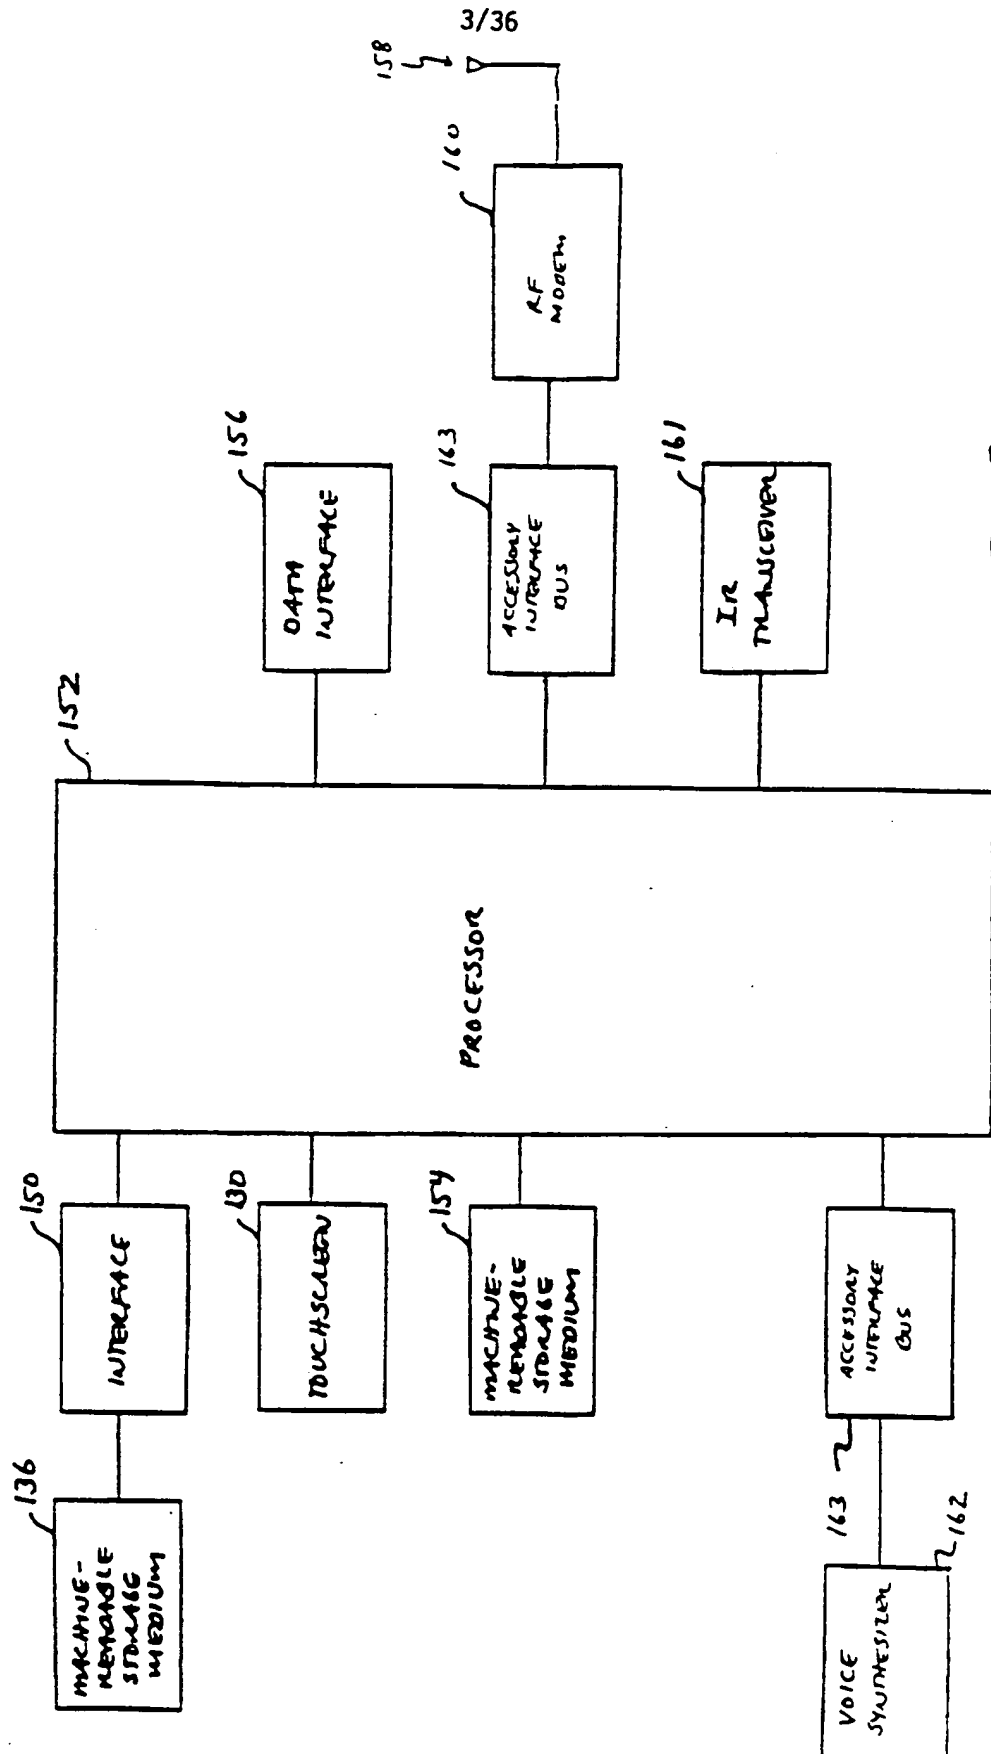 3/36
158
160
RF
MODEM
156
DATA
INTERFACE
163
ACCESSORY
INTERFACE
BUS
161
IR
TRANSCEIVER
152
PROCESSOR
150
INTERFACE
130
TOUCHSCREEN
154
MACHINE-
READABLE
STORAGE
MEDIUM
ACCESSORY
INTERFACE
BUS
163
136
MACHINE-
READABLE
STORAGE
MEDIUM
162
VOICE
SYNTHESIZER